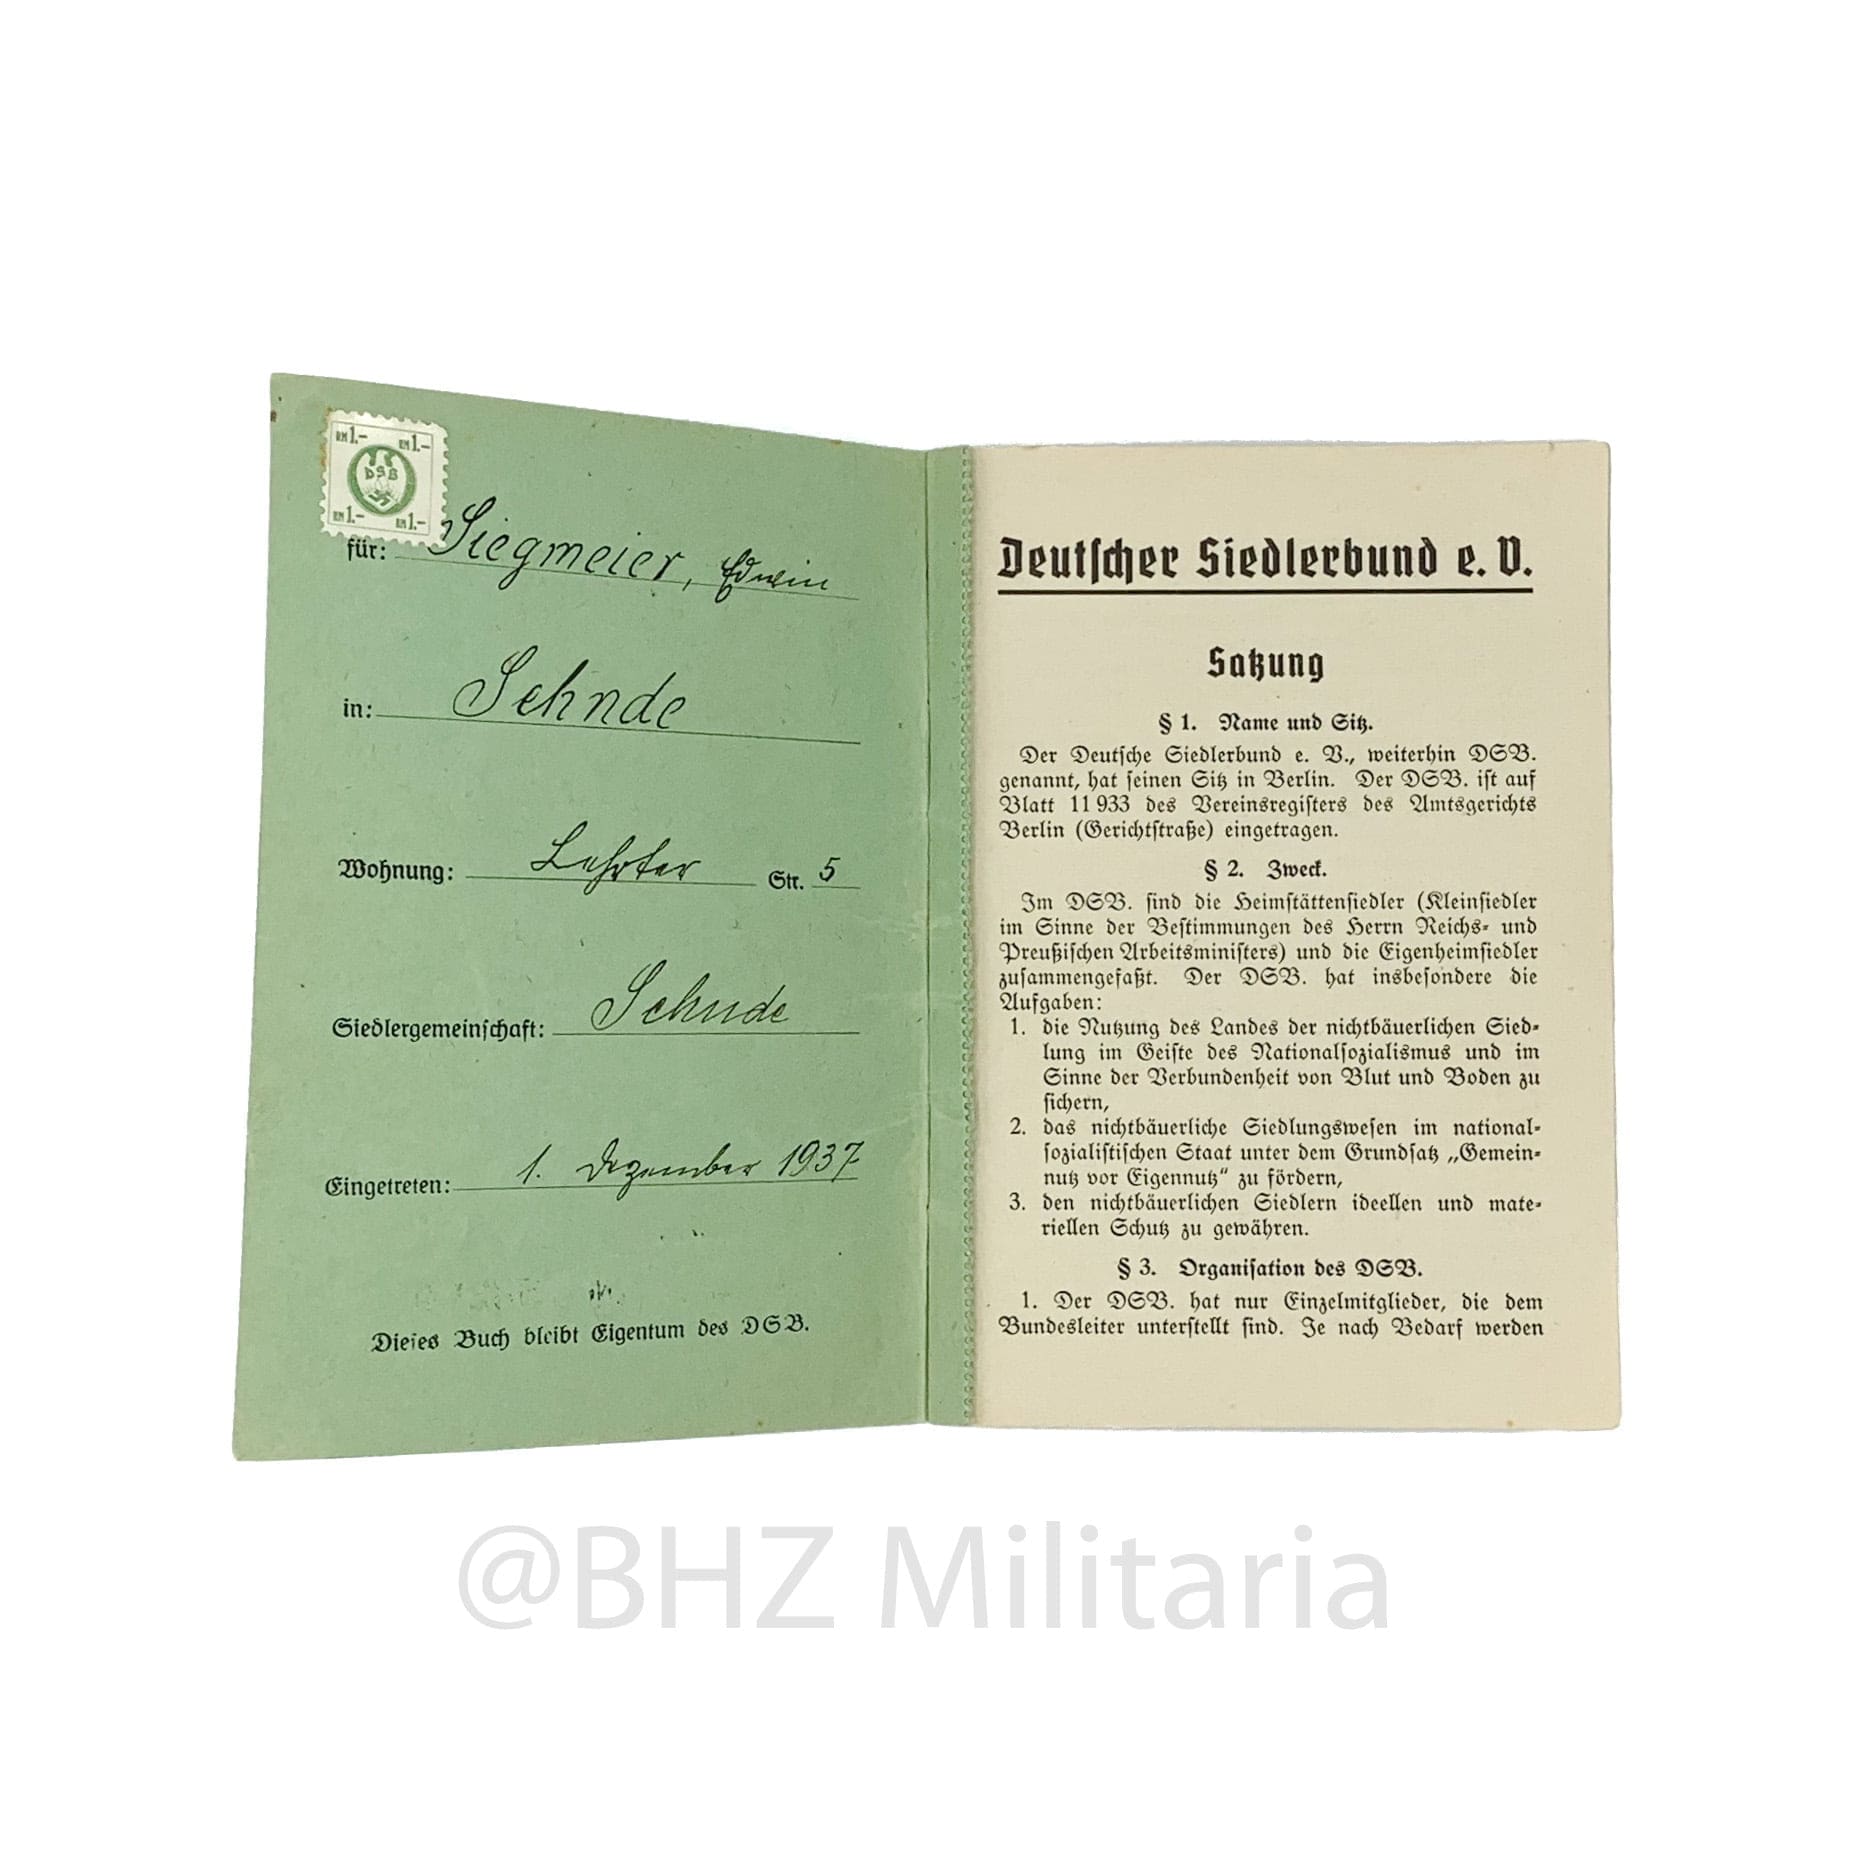 RM 1.- RM 1.-
DSB
RM 1.- RM 1.-
für: Siegmeier, Edwin
in: Sehnde
Wohnung: Lehrter Str. 5
Siedlergemeinschaft: Sehnde
Eingetreten: 1. Dezember 1937
Dieses Buch bleibt Eigentum des DSB.
Deutscher Siedlerbund e. V.
Satzung
§ 1. Name und Sitz.
Der Deutsche Siedlerbund e. V., weiterhin DSB.
genannt, hat seinen Sitz in Berlin. Der DSB. ist auf
Blatt 11 933 des Vereinsregisters des Amtsgerichts
Berlin (Gerichtstraße) eingetragen.
§ 2. Zweck.
Im DSB. sind die Heimstättensiedler (Kleinsiedler
im Sinne der Bestimmungen des Herrn Reichs- und
Preußischen Arbeitsministers) und die Eigenheimsiedler
zusammengefaßt. Der DSB. hat insbesondere die
Aufgaben:
1. die Nutzung des Landes der nichtbäuerlichen Sied-
lung im Geiste des Nationalsozialismus und im
Sinne der Verbundenheit von Blut und Boden zu
sichern,
2. das nichtbäuerliche Siedlungswesen im national-
sozialistischen Staat unter dem Grundsatz „Gemein-
nutz vor Eigennutz“ zu fördern,
3. den nichtbäuerlichen Siedlern ideellen und mate-
riellen Schutz zu gewähren.
§ 3. Organisation des DSB.
1. Der DSB. hat nur Einzelmitglieder, die dem
Bundesleiter unterstellt sind. Je nach Bedarf werden
@BHZ Militaria